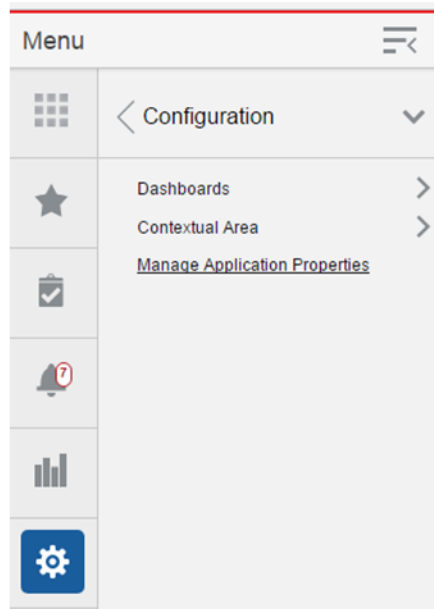 Menu
Configuration
Dashboards
Contextual Area
Manage Application Properties
7